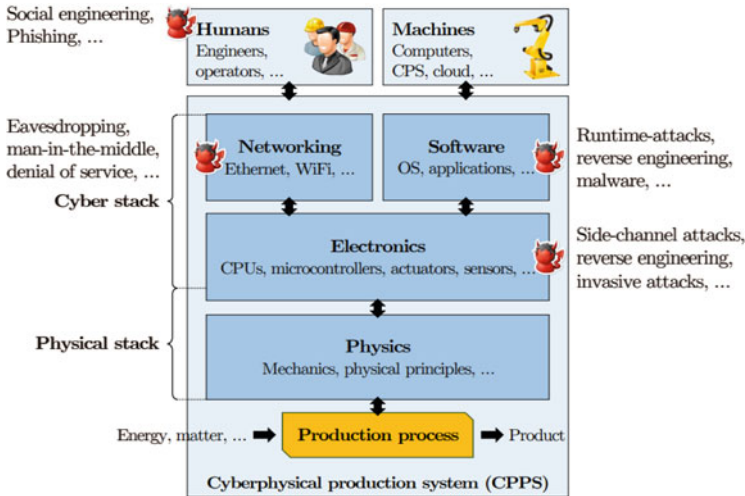 Social engineering,
Phishing, ...
Humans
Engineers,
operators, ...
Machines
Computers,
CPS, cloud, ...
Eavesdropping,
man-in-the-middle,
denial of service, ...
Networking
Ethernet, WiFi, ...
Software
OS, applications, ...
Runtime-attacks,
reverse engineering,
malware, ...
Cyber stack
Electronics
CPUs, microcontrollers, actuators, sensors, ...
Side-channel attacks,
reverse engineering,
invasive attacks, ...
Physical stack
Physics
Mechanics, physical principles, ...
Energy, matter, ...
Production process
Product
Cyberphysical production system (CPPS)